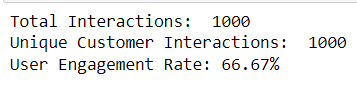 Total Interactions:  1000
Unique Customer Interactions:  1000
User Engagement Rate: 66.67%